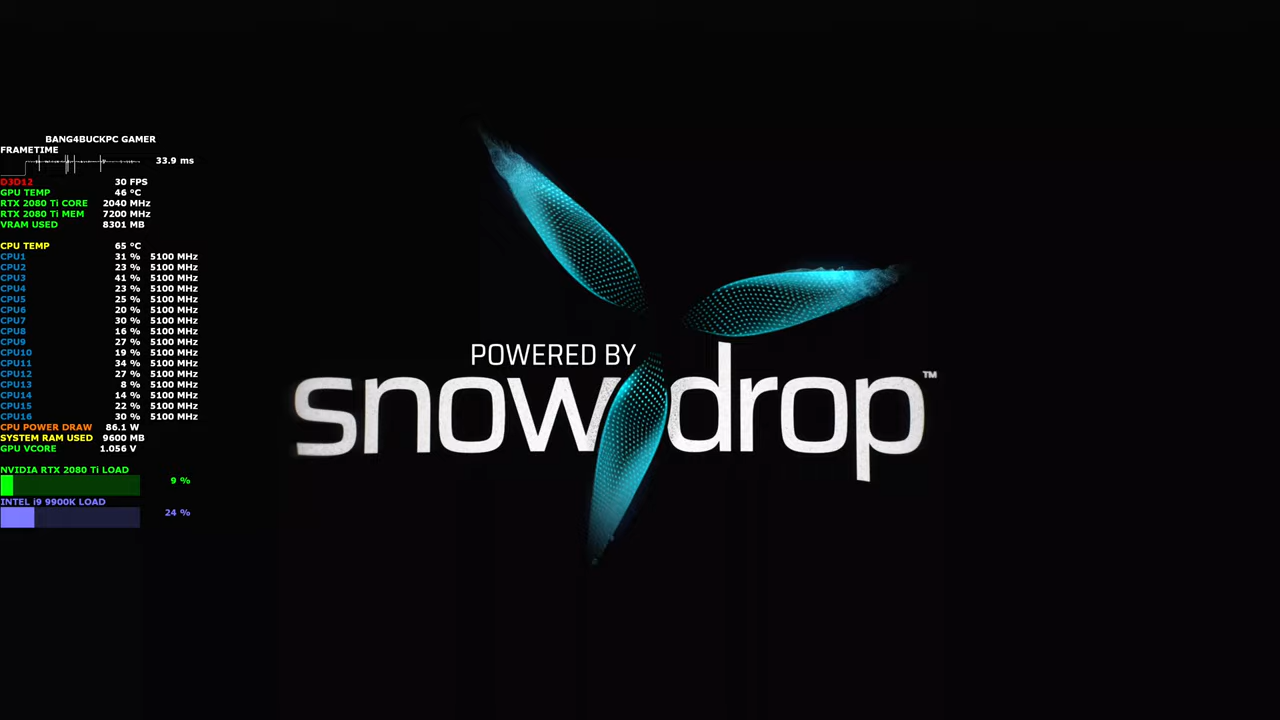 BANG4BUCKPC GAMER
FRAMETIME
33.9 ms
D3D12 30 FPS
GPU TEMP 46 ºC
RTX 2080 Ti CORE 2040 MHz
RTX 2080 Ti MEM 7200 MHz
VRAM USED 8301 MB
CPU TEMP 65 ºC
CPU1 31 % 5100 MHz
CPU2 23 % 5100 MHz
CPU3 41 % 5100 MHz
CPU4 23 % 5100 MHz
CPU5 25 % 5100 MHz
CPU6 20 % 5100 MHz
CPU7 30 % 5100 MHz
CPU8 16 % 5100 MHz
CPU9 27 % 5100 MHz
CPU10 19 % 5100 MHz
CPU11 34 % 5100 MHz
CPU12 27 % 5100 MHz
CPU13 8 % 5100 MHz
CPU14 14 % 5100 MHz
CPU15 22 % 5100 MHz
CPU16 30 % 5100 MHz
CPU POWER DRAW 86.1 W
SYSTEM RAM USED 9600 MB
GPU VCORE 1.056 V
NVIDIA RTX 2080 Ti LOAD
9 %
INTEL i9 9900K LOAD
24 %
POWERED BY
snowdrop™